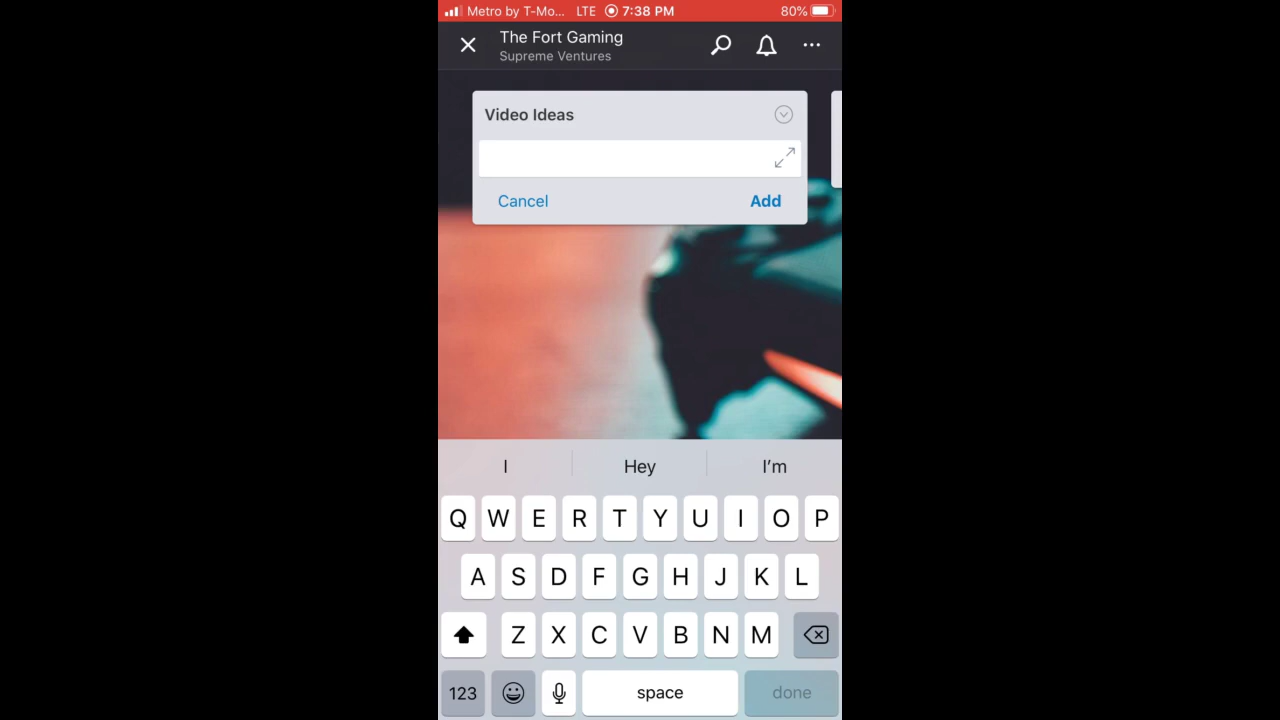 Metro by T-Mo... LTE 7:38 PM 80%
The Fort Gaming
Supreme Ventures
Video Ideas
Cancel Add
I Hey I’m
Q W E R T Y U I O P
A S D F G H J K L
Z X C V B N M
123 space done